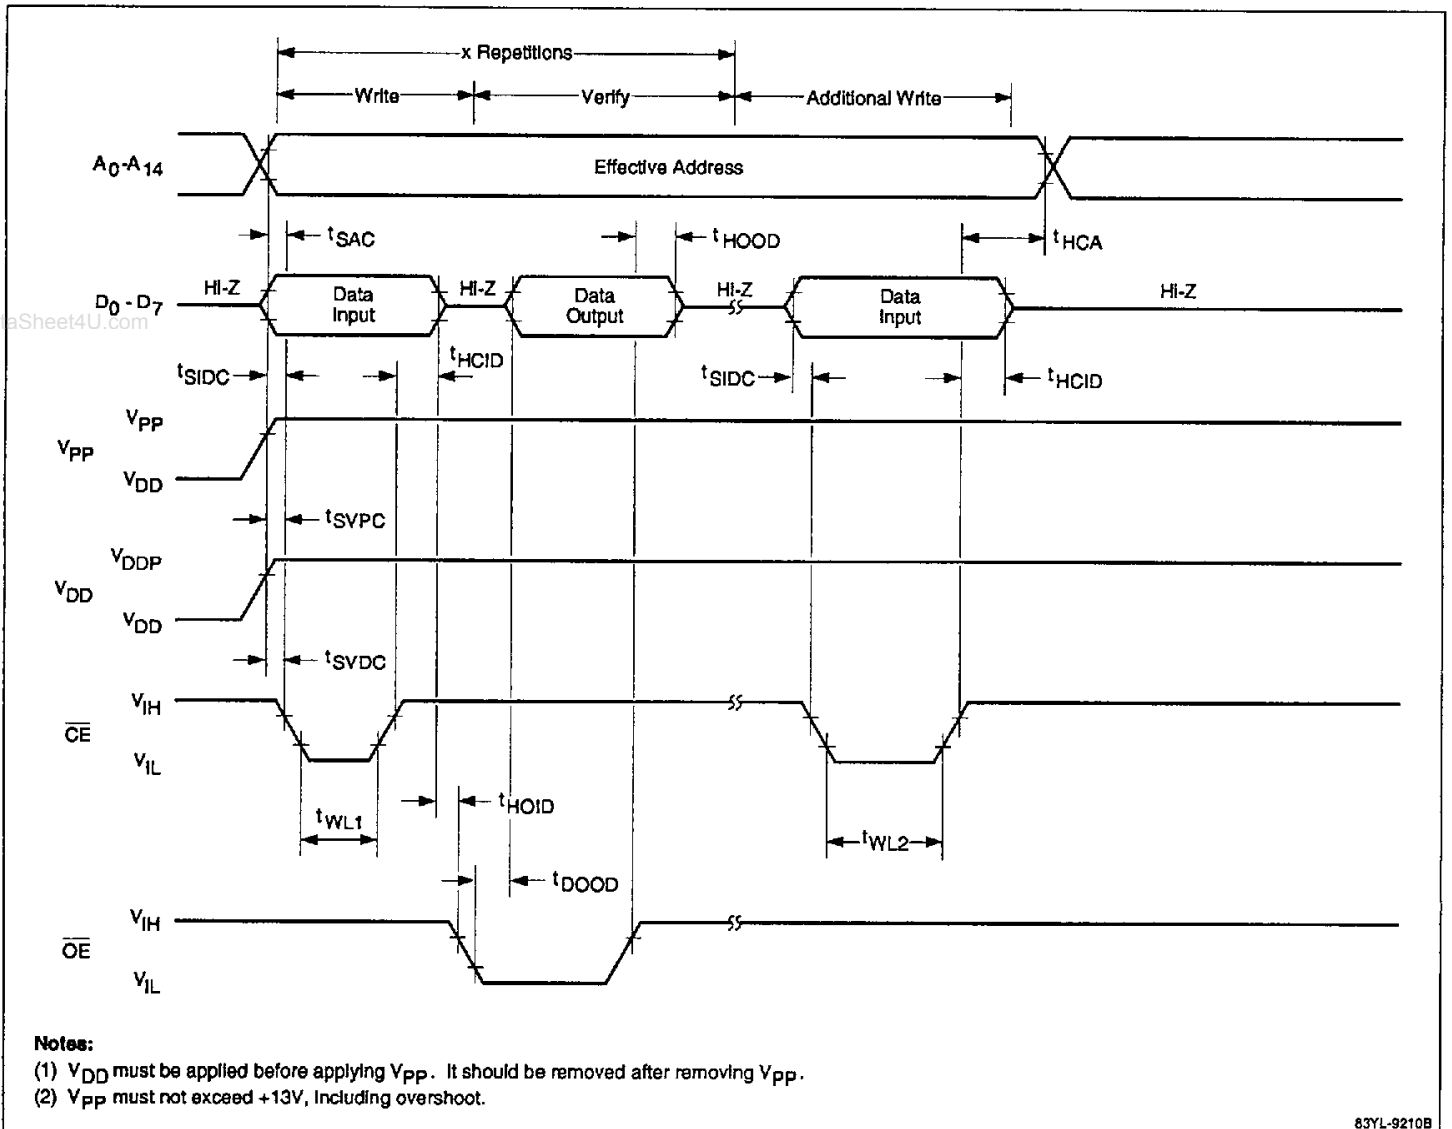 x Repetitions
Write Verify Additional Write
A0-A14 Effective Address
tSAC tHOOD tHCA
D0 - D7 HI-Z Data Input HI-Z Data Output HI-Z Data Input HI-Z
taSheet4U.com
tSIDC tHCID tSIDC tHCID
VPP
VPP
VDD
tSVPC
VDDP
VDD
VDD
tSVDC
VIH
CE
VIL
tWL1 tHOID tWL2
tDOOD
VIH
OE
VIL
Notes:
(1) VDD must be applied before applying VPP. It should be removed after removing VPP.
(2) VPP must not exceed +13V, including overshoot.
83YL-9210B